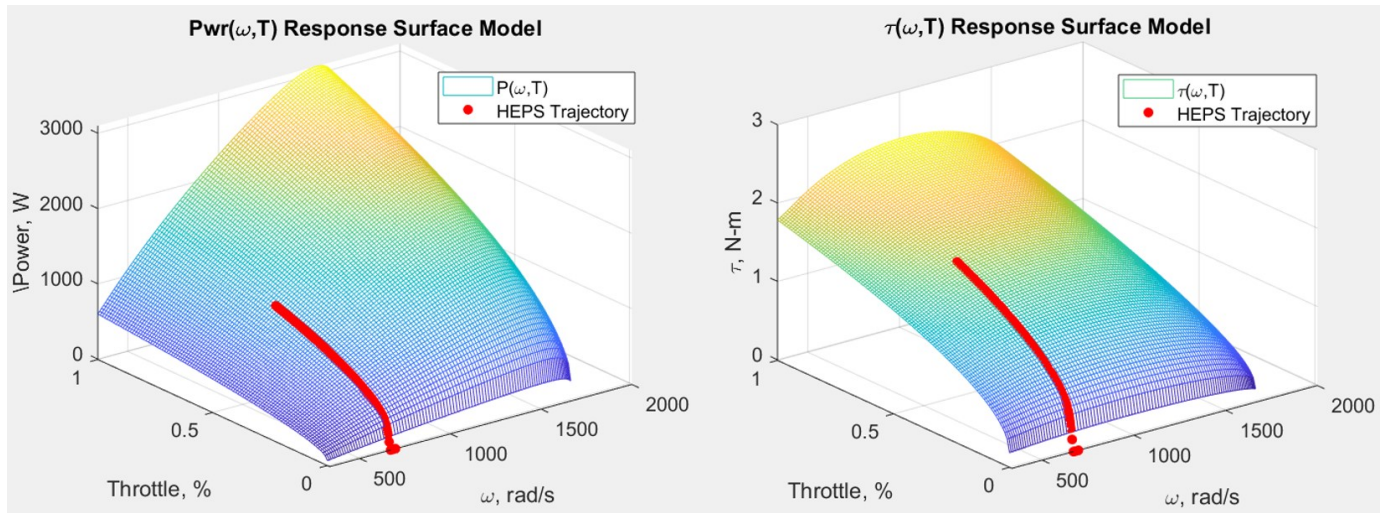 Pwr(ω,T) Response Surface Model
P(ω,T)
HEPS Trajectory
3000
2000
1000
0
\Power, W
1
0.5
0
Throttle, %
500
1000
1500
2000
ω, rad/s
τ(ω,T) Response Surface Model
τ(ω,T)
HEPS Trajectory
3
2
1
0
τ, N-m
1
0.5
0
Throttle, %
500
1000
1500
2000
ω, rad/s